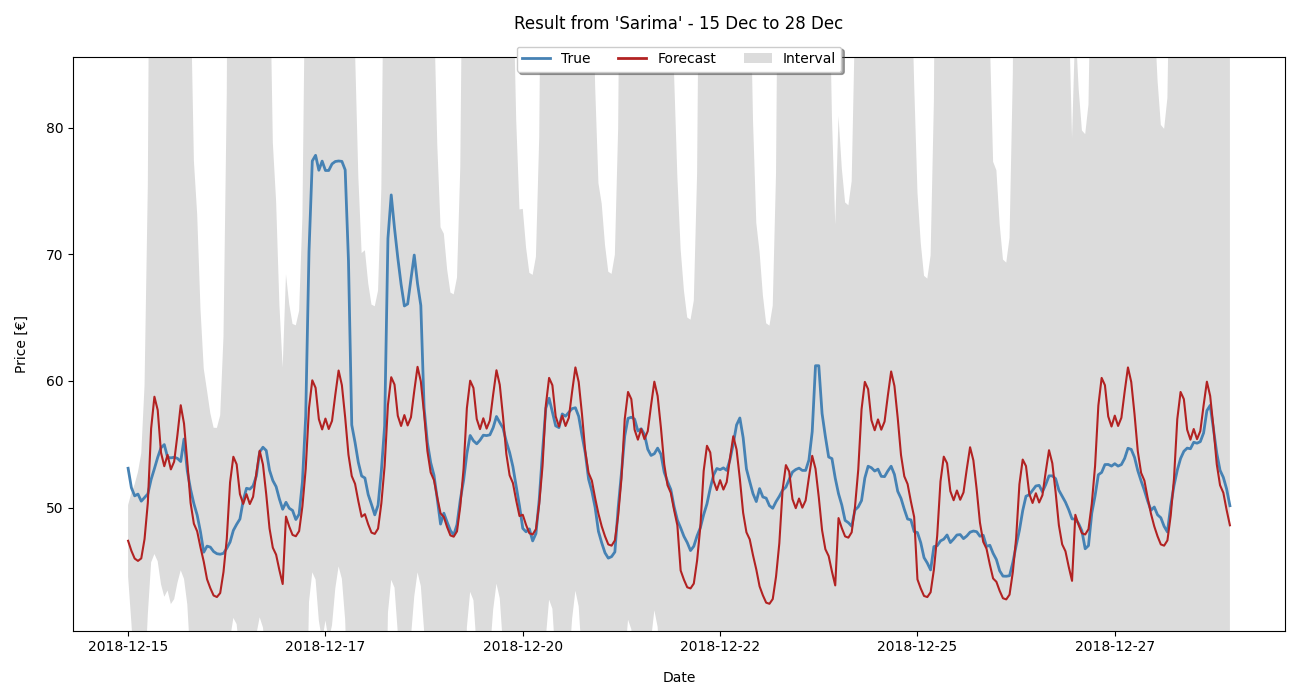 Result from 'Sarima' - 15 Dec to 28 Dec
True Forecast Interval
80
70
60
50
Price [€]
2018-12-15 2018-12-17 2018-12-20 2018-12-22 2018-12-25 2018-12-27
Date